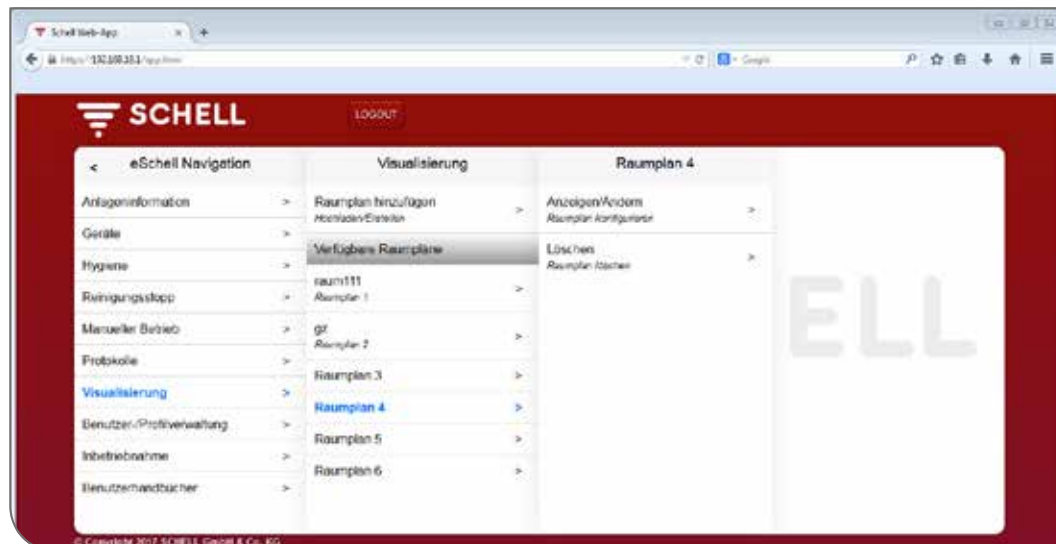 Schell Web-App
Google
SCHELL
LOGOUT
< eSchell Navigation
Anlageninformation >
Geräte >
Hygiene >
Reinigungsstopp >
Manueller Betrieb >
Protokolle >
Visualisierung >
Benutzer-/Profilverwaltung >
Inbetriebnahme >
Benutzerhandbücher >
Visualisierung
Raumplan hinzufügen >
Hochladen/Erstellen
Verfügbare Raumpläne
raum111 >
Raumplan 1
gz >
Raumplan 2
Raumplan 3 >
Raumplan 4 >
Raumplan 5 >
Raumplan 6 >
Raumplan 4
Anzeigen/Ändern >
Raumplan konfigurieren
Löschen >
Raumplan löschen
ELL
© Copyright 2017 SCHELL GmbH & Co. KG